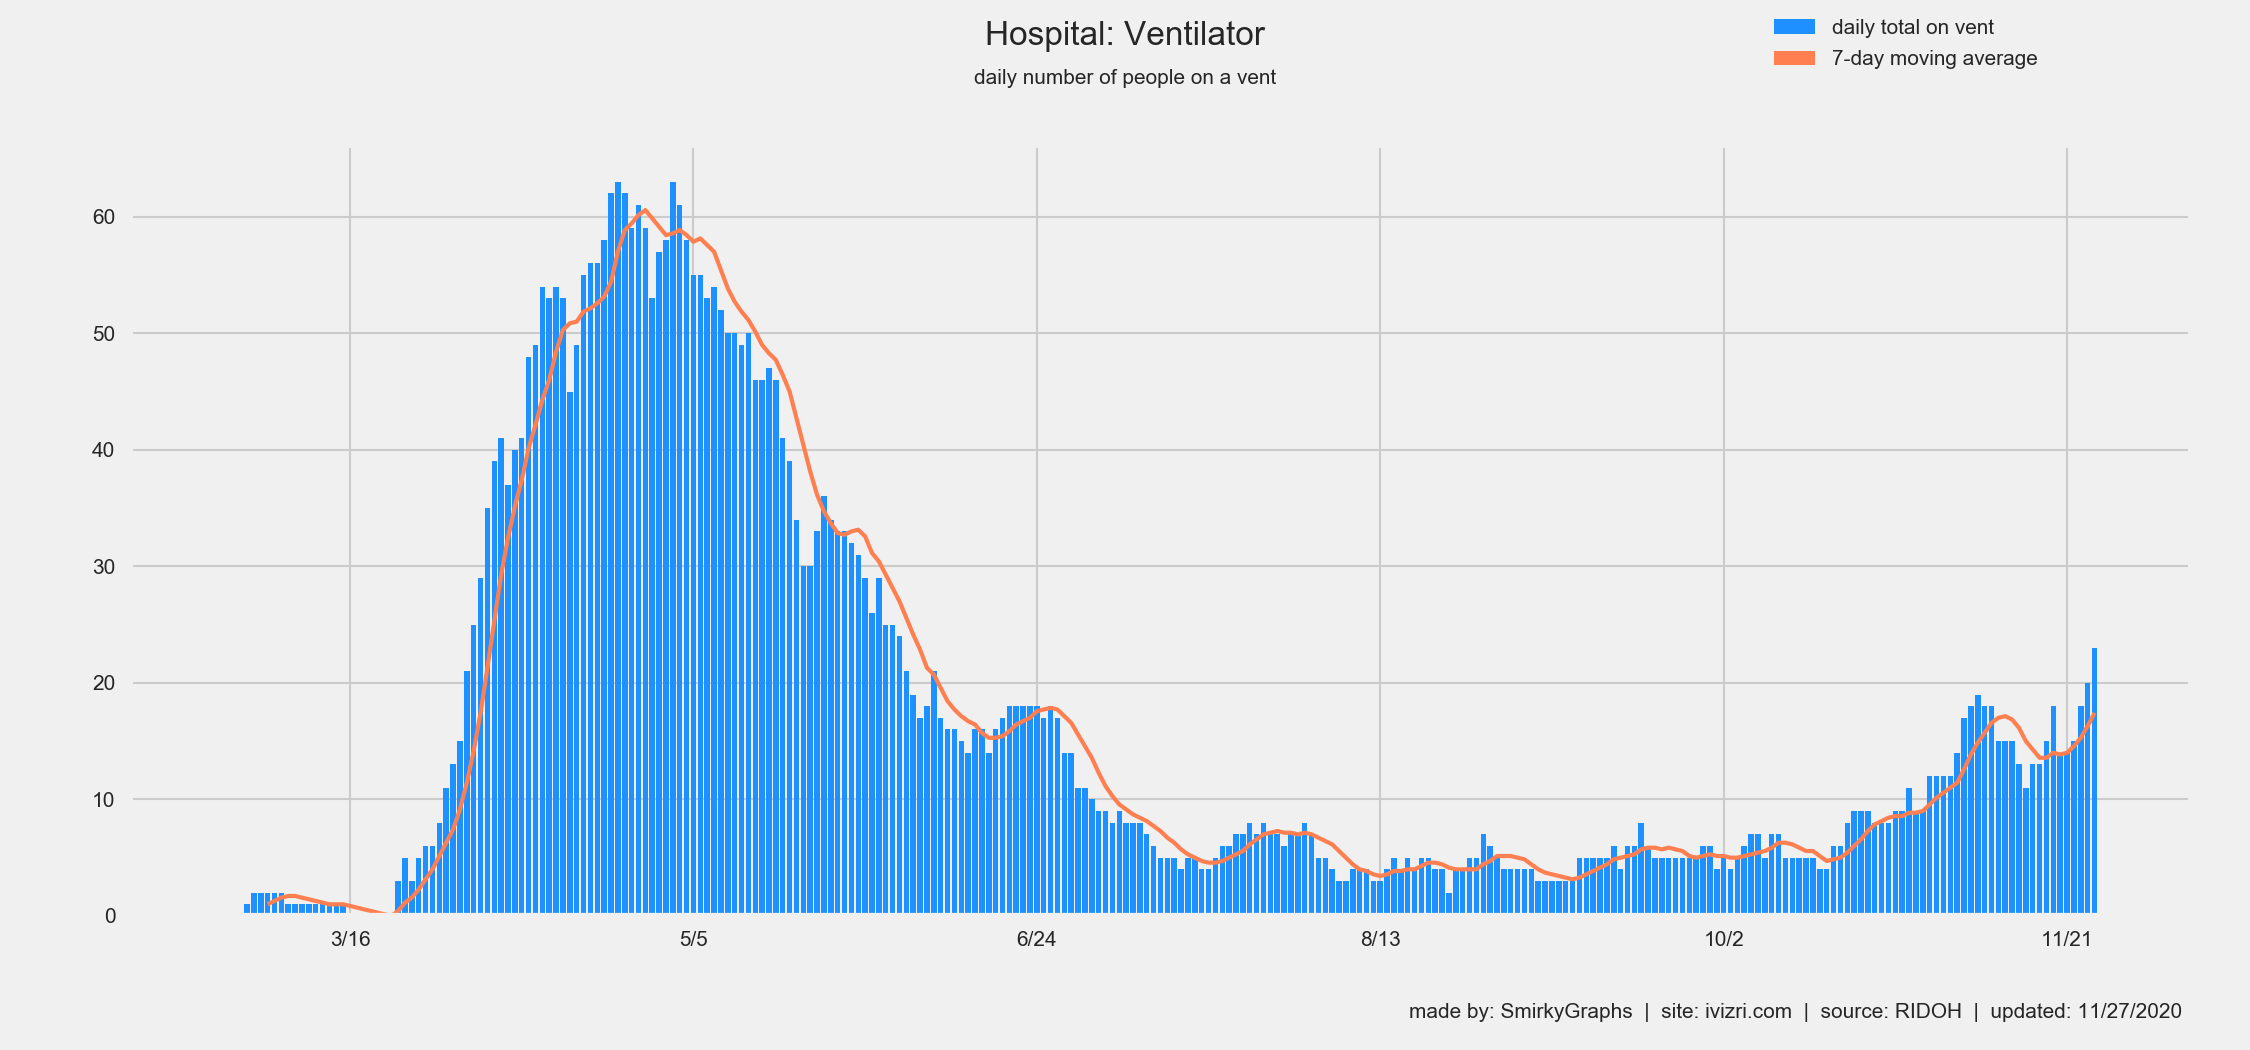 Hospital: Ventilator
daily number of people on a vent
daily total on vent
7-day moving average
60
50
40
30
20
10
0
3/16 5/5 6/24 8/13 10/2 11/21
made by: SmirkyGraphs | site: ivizri.com | source: RIDOH | updated: 11/27/2020